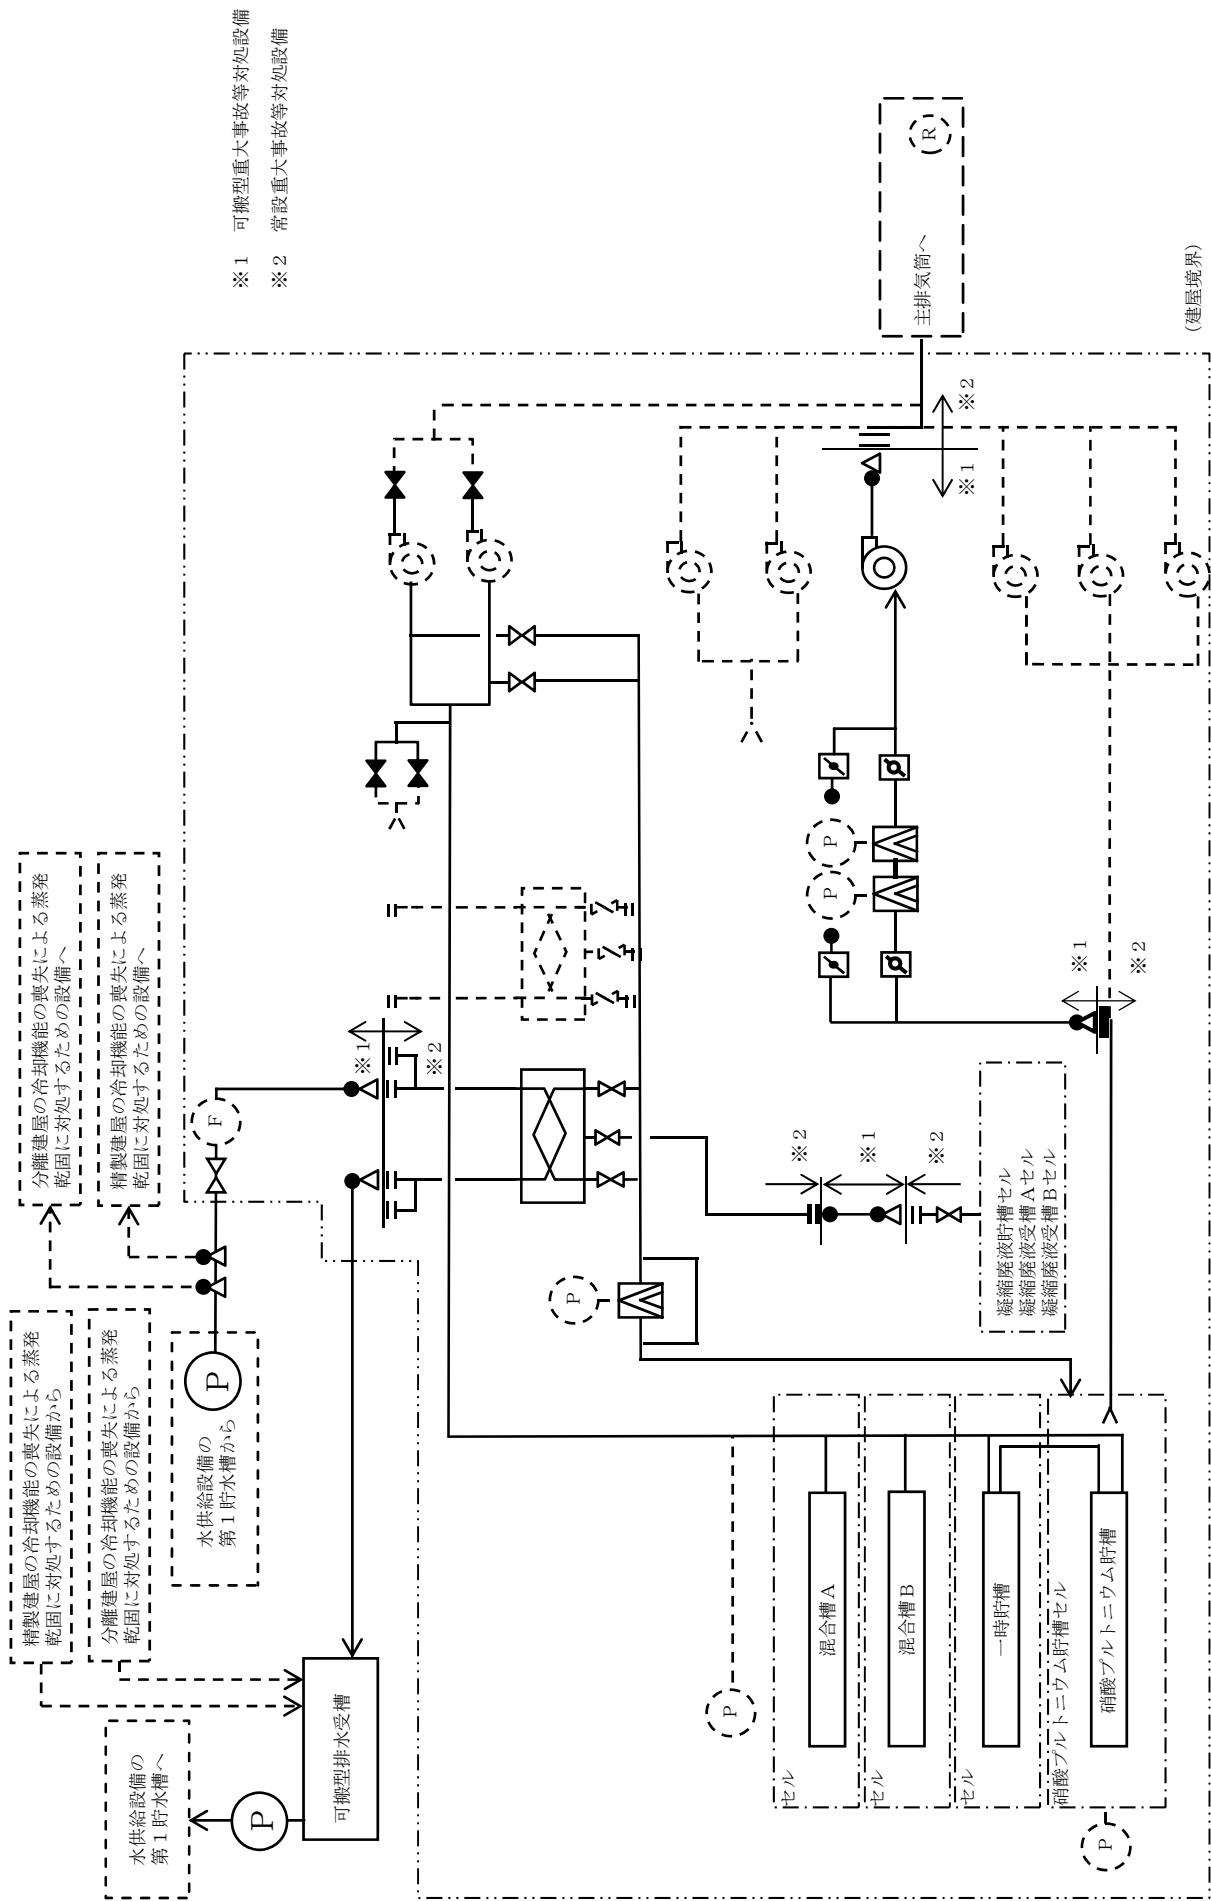 ※1　可搬型重大事故等対処設備
※2　常設重大事故等対処設備
精製建屋の冷却機能の喪失による蒸発
乾固に対処するための設備から
分離建屋の冷却機能の喪失による蒸発
乾固に対処するための設備から
分離建屋の冷却機能の喪失による蒸発
乾固に対処するための設備へ
精製建屋の冷却機能の喪失による蒸発
乾固に対処するための設備へ
水供給設備の
第1貯水槽へ
P
水供給設備の
第1貯水槽から
P
F
可搬型排水受槽
※1
※2
P
P
セル
混合槽A
セル
混合槽B
セル
一時貯槽
硝酸プルトニウム貯槽セル
硝酸プルトニウム貯槽
P
※2
※1
※2
凝縮廃液貯槽セル
凝縮廃液受槽Aセル
凝縮廃液受槽Bセル
P
P
※1
※2
※1
※2
主排気筒へ
R
(建屋境界)